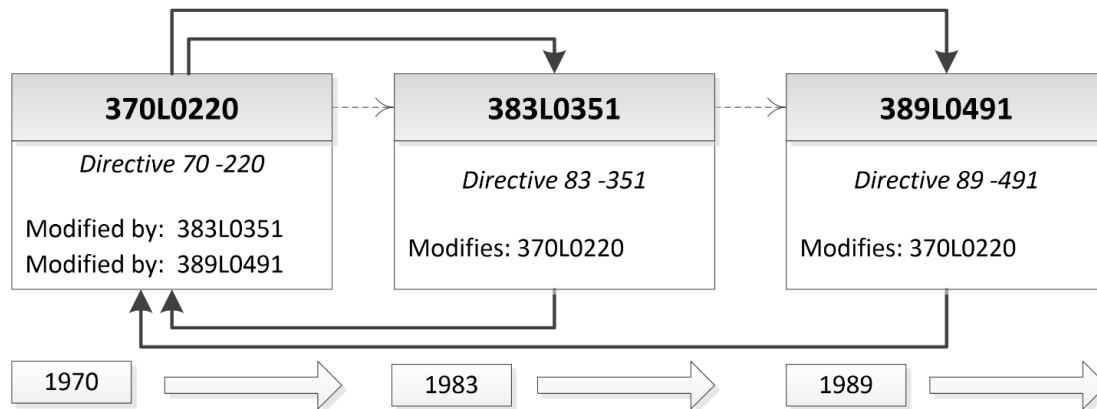 370L0220
Directive 70 -220
Modified by: 383L0351
Modified by: 389L0491
383L0351
Directive 83 -351
Modifies: 370L0220
389L0491
Directive 89 -491
Modifies: 370L0220
1970
1983
1989